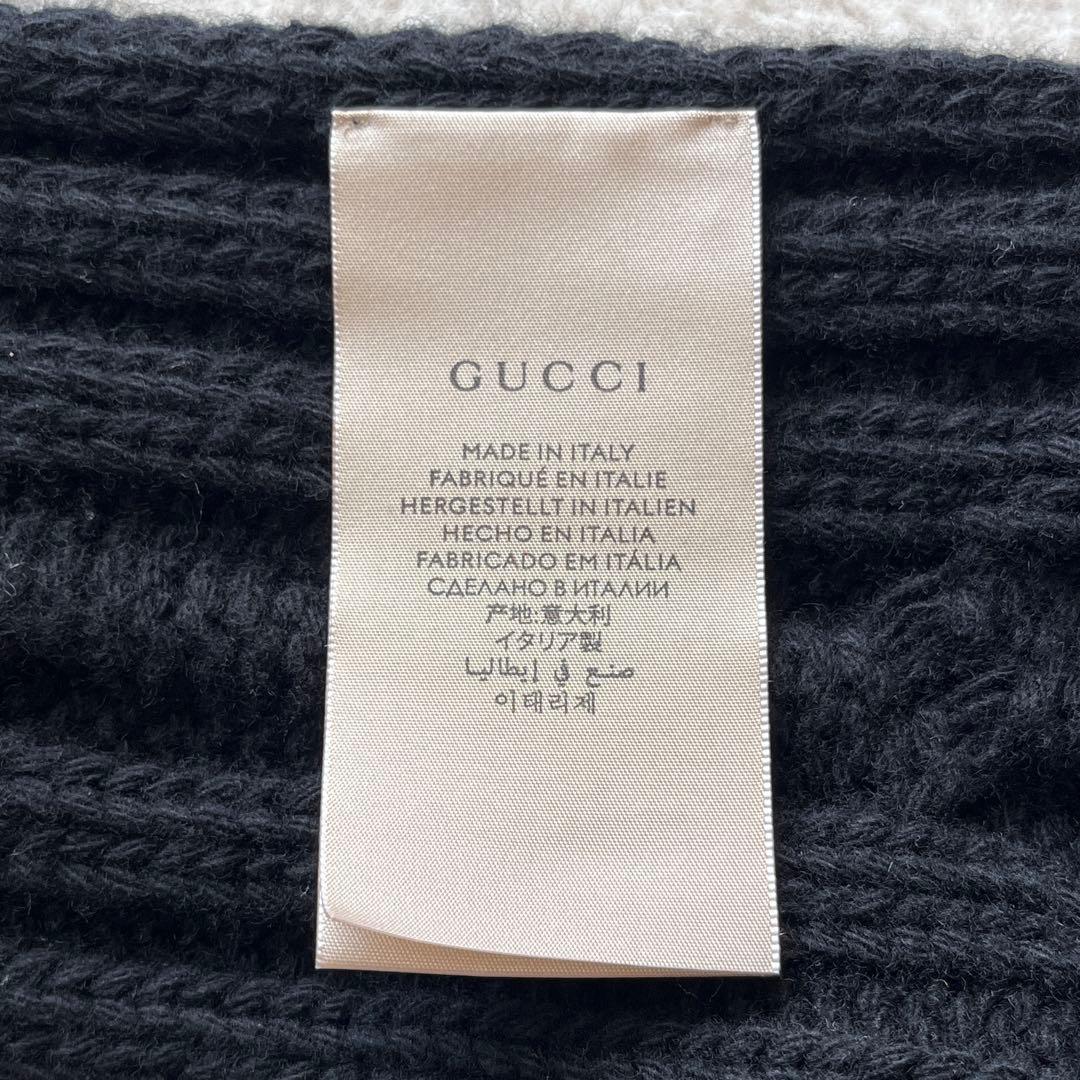 GUCCI
MADE IN ITALY
FABRIQUÉ EN ITALIE
HERGESTELLT IN ITALIEN
HECHO EN ITALIA
FABRICADO EM ITÁLIA
СДЕЛАНО В ИТАЛИИ
产地:意大利
イタリア製
صنع في إيطاليا
이태리제